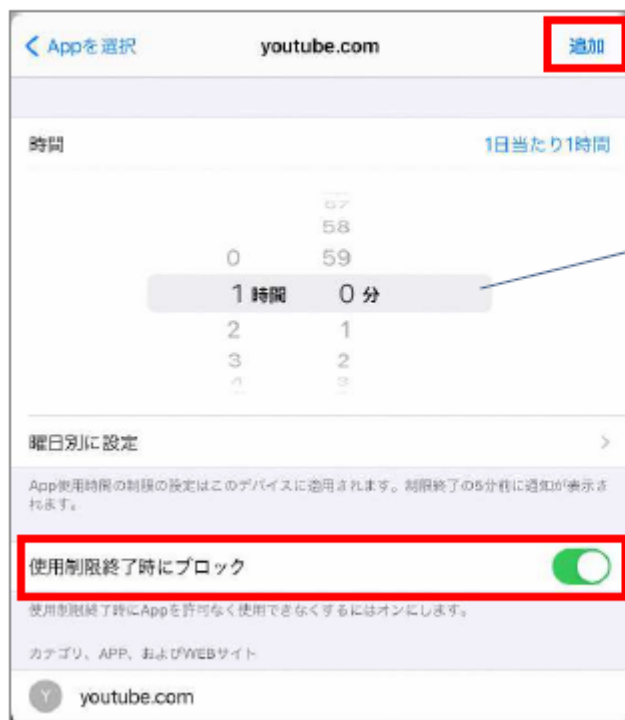 Appを選択
youtube.com
追加
時間
1日当たり1時間
57
58
0 59
1 時間 0 分
2 1
3 2
4 3
曜日別に設定
App使用時間の制限の設定はこのデバイスに適用されます。制限終了の5分前に通知が表示さ
れます。
使用制限終了時にブロック
使用制限終了時にAppを許可なく使用できなくするにはオンにします。
カテゴリ、APP、およびWEBサイト
Y youtube.com